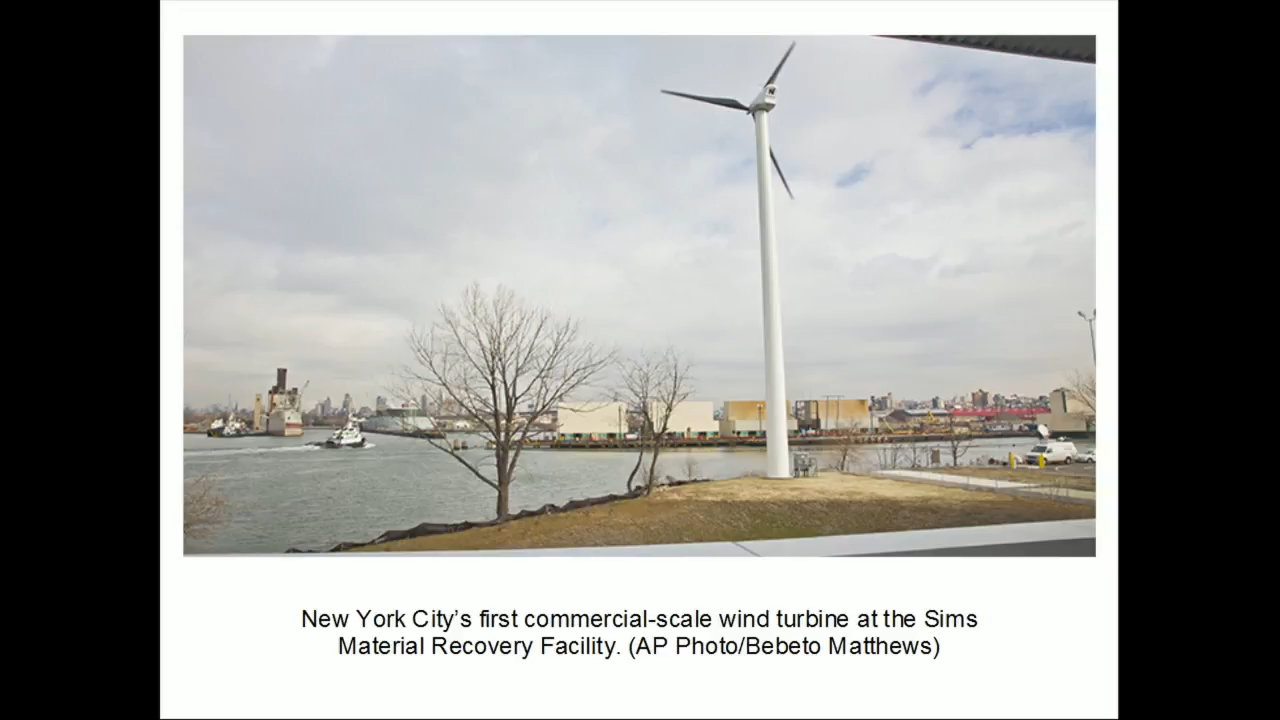 New York City’s first commercial-scale wind turbine at the Sims
Material Recovery Facility. (AP Photo/Bebeto Matthews)